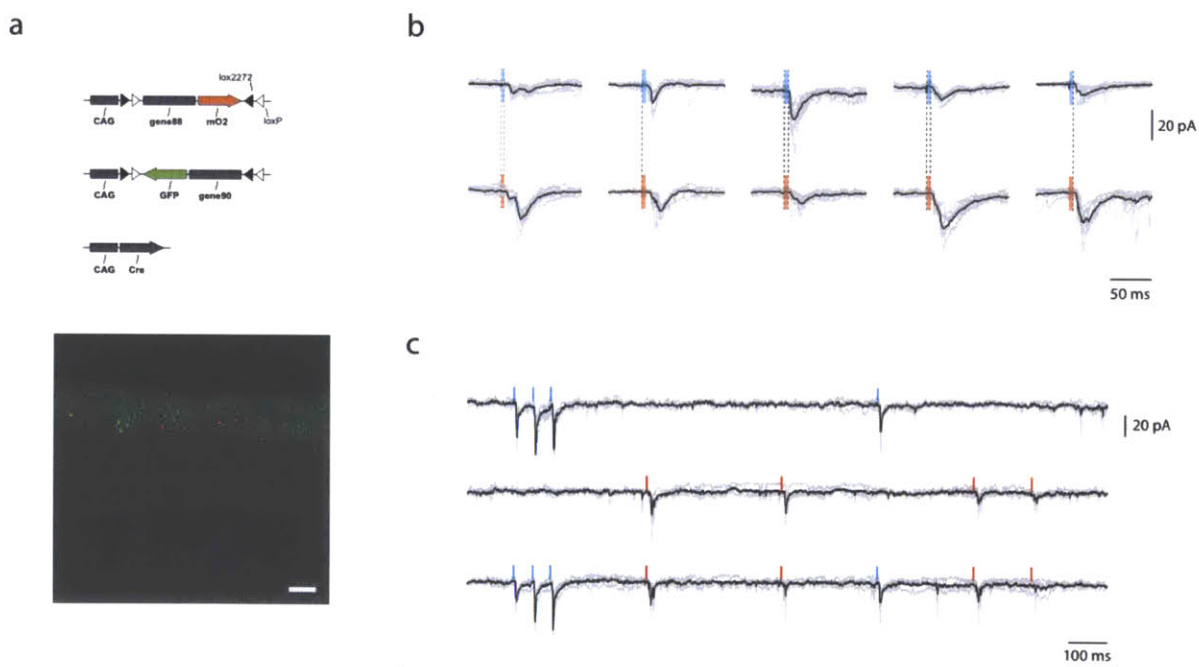 a
lox2272
CAG gene88 mO2 loxP
CAG GFP gene90
CAG Cre
b
20 pA
50 ms
c
20 pA
100 ms